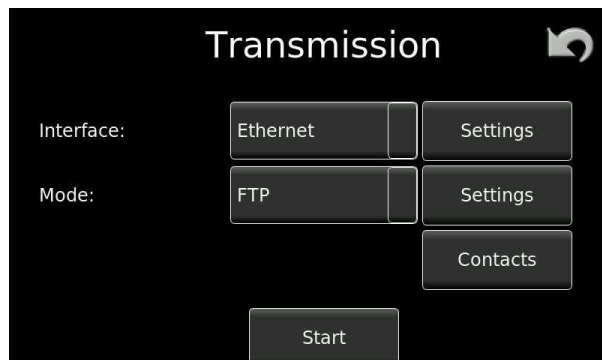 Transmission
Interface: Ethernet Settings
Mode: FTP Settings
Contacts
Start